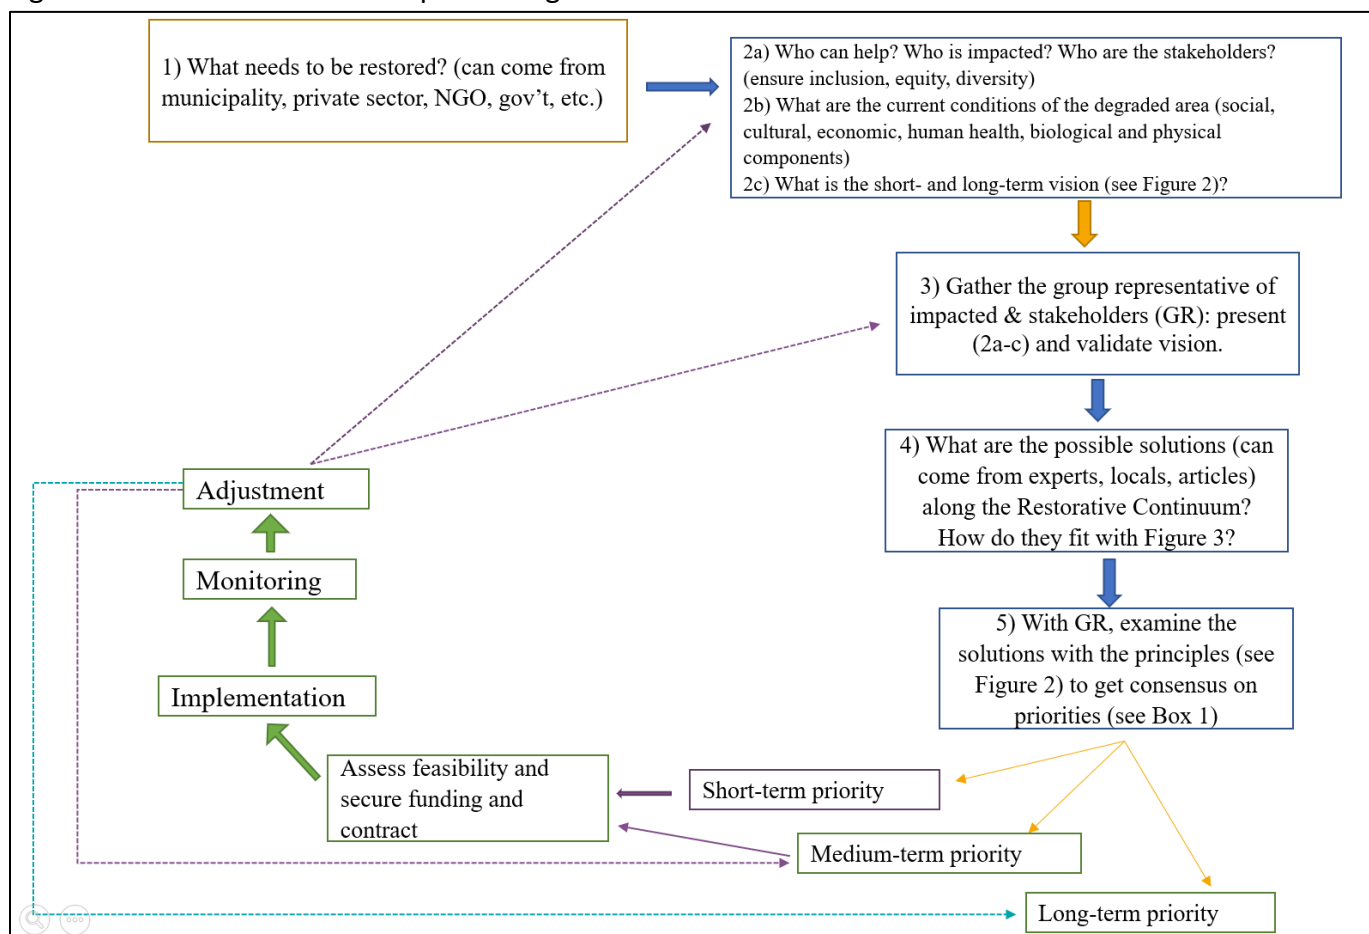 1) What needs to be restored? (can come from
municipality, private sector, NGO, gov’t, etc.)
2a) Who can help? Who is impacted? Who are the stakeholders?
(ensure inclusion, equity, diversity)
2b) What are the current conditions of the degraded area (social,
cultural, economic, human health, biological and physical
components)
2c) What is the short- and long-term vision (see Figure 2)?
3) Gather the group representative of
impacted & stakeholders (GR): present
(2a-c) and validate vision.
4) What are the possible solutions (can
come from experts, locals, articles)
along the Restorative Continuum?
How do they fit with Figure 3?
5) With GR, examine the
solutions with the principles (see
Figure 2) to get consensus on
priorities (see Box 1)
Short-term priority
Medium-term priority
Long-term priority
Assess feasibility and
secure funding and
contract
Implementation
Monitoring
Adjustment